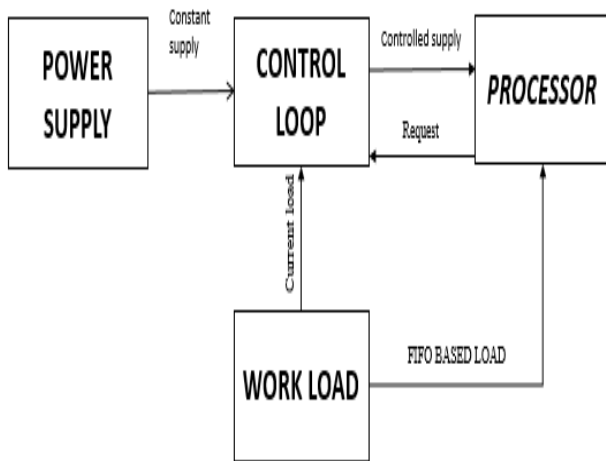 Constant
supply
POWER
SUPPLY
CONTROL
LOOP
Controlled supply
Request
PROCESSOR
Current load
WORK LOAD
FIFO BASED LOAD